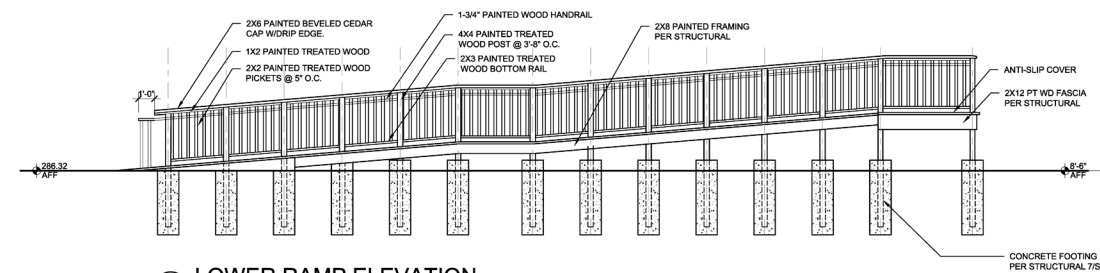 2X6 PAINTED BEVELED CEDAR
CAP W/DRIP EDGE.
1X2 PAINTED TREATED WOOD
2X2 PAINTED TREATED WOOD
PICKETS @ 5" O.C.
1'-0"
1-3/4" PAINTED WOOD HANDRAIL
4X4 PAINTED TREATED
WOOD POST @ 3'-8" O.C.
2X3 PAINTED TREATED
WOOD BOTTOM RAIL
2X8 PAINTED FRAMING
PER STRUCTURAL
ANTI-SLIP COVER
2X12 PT WD FASCIA
PER STRUCTURAL
286.32
AFF
8'-6"
AFF
CONCRETE FOOTING
PER STRUCTURAL 7/S
LOWER RAMP ELEVATION